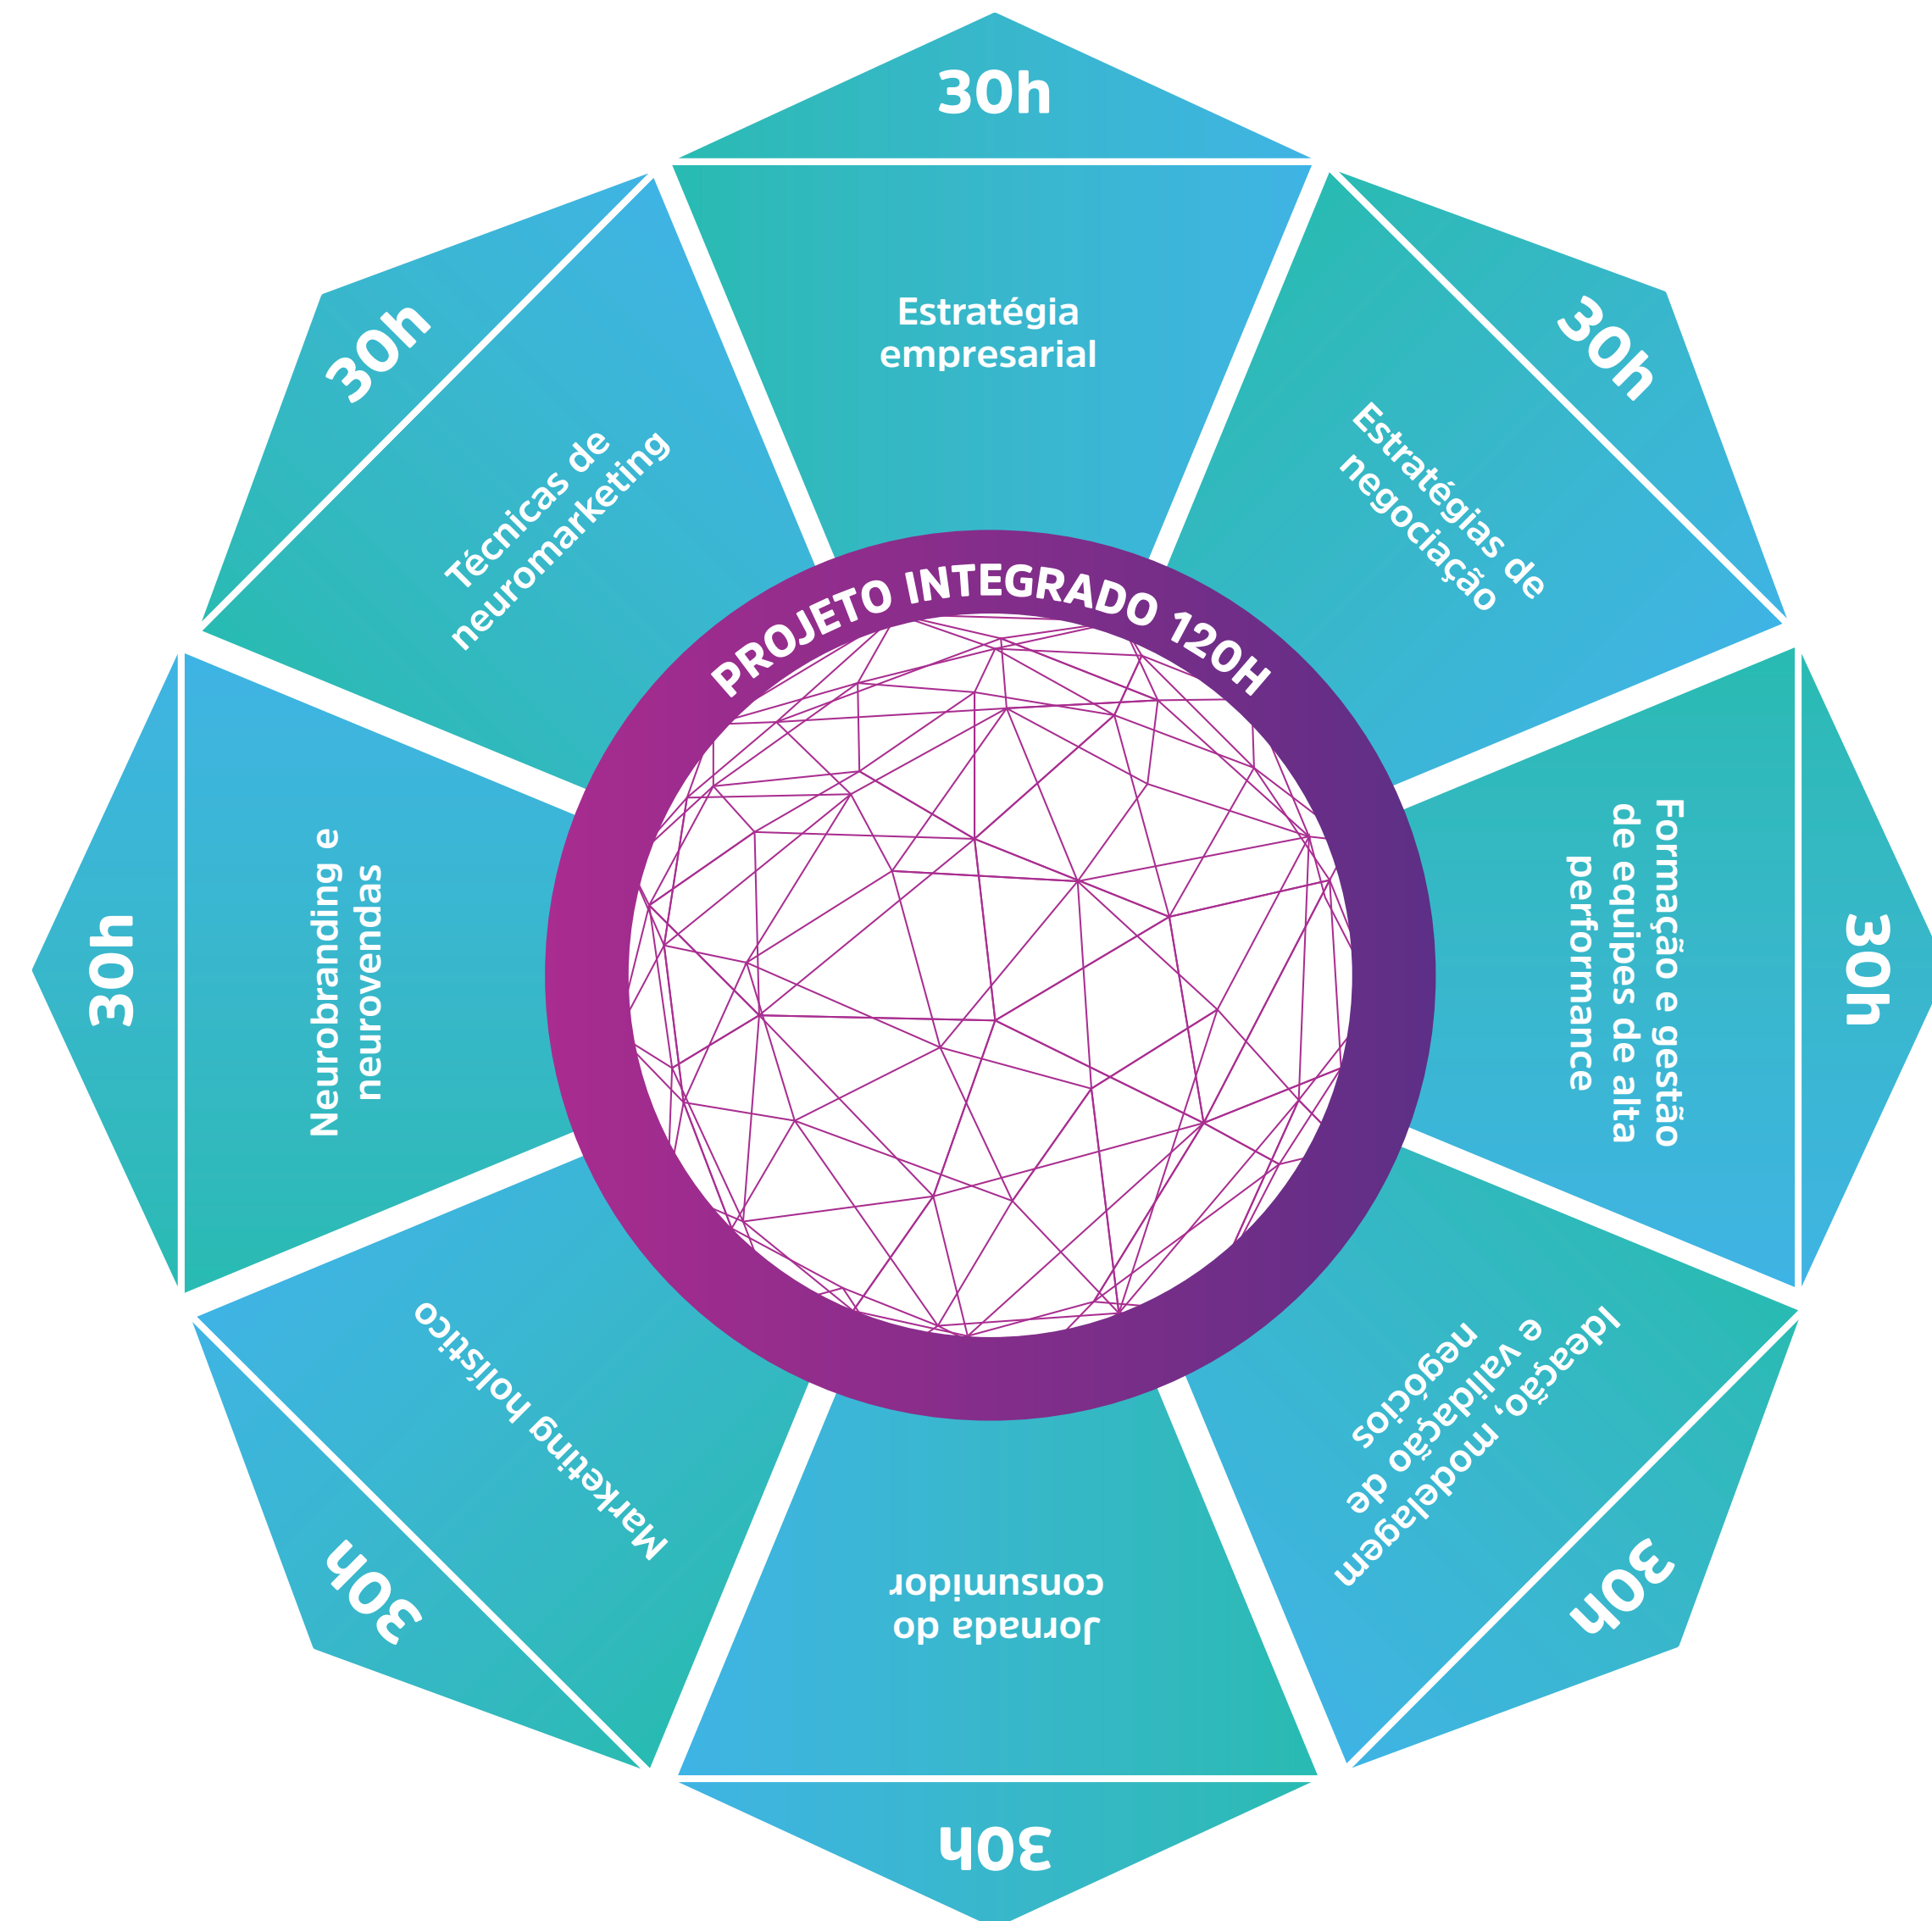 30h
Estratégia
empresarial
30h
Estratégias de
negociação
30h
Formação e gestão
de equipes de alta
performance
30h
Ideação, modelagem
e validação de
negócios
30h
Jornada do
consumidor
30h
Marketing holístico
30h
Neurobranding e
neurovendas
30h
Técnicas de
neuromarketing
PROJETO INTEGRADO 120H